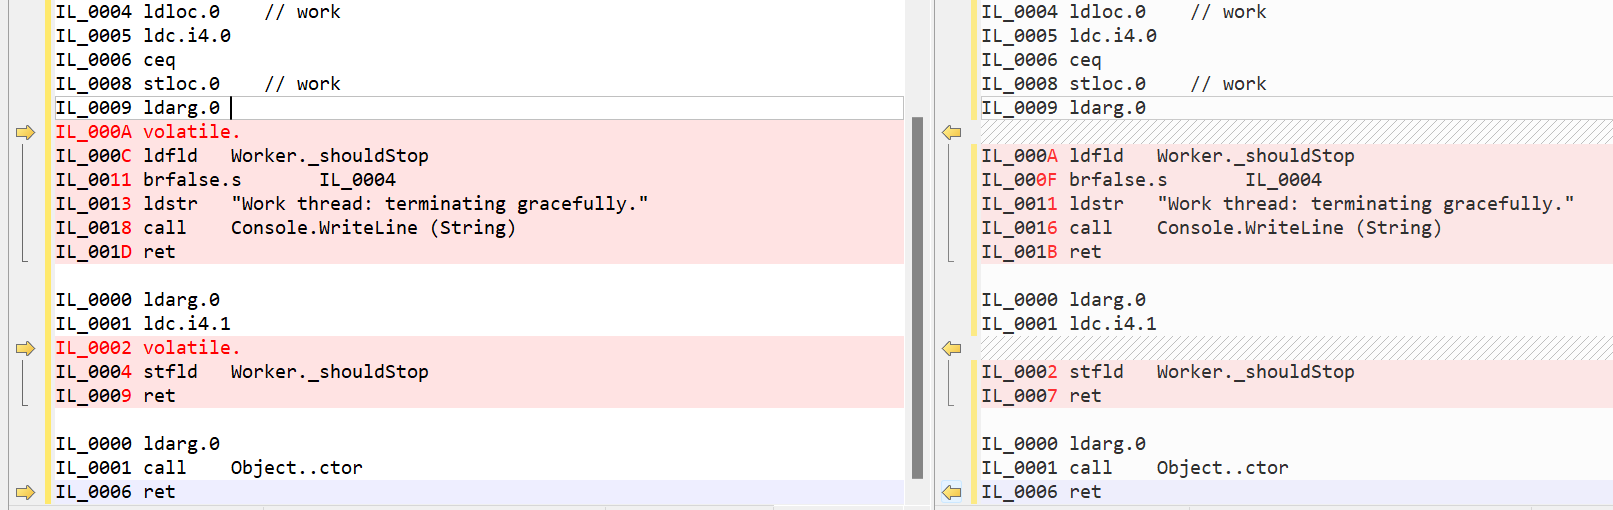 IL_0004 ldloc.0    // work
IL_0005 ldc.i4.0
IL_0006 ceq
IL_0008 stloc.0    // work
IL_0009 ldarg.0
IL_000A volatile.
IL_000C ldfld   Worker._shouldStop
IL_0011 brfalse.s       IL_0004
IL_0013 ldstr   "Work thread: terminating gracefully."
IL_0018 call    Console.WriteLine (String)
IL_001D ret
IL_0000 ldarg.0
IL_0001 ldc.i4.1
IL_0002 volatile.
IL_0004 stfld   Worker._shouldStop
IL_0009 ret
IL_0000 ldarg.0
IL_0001 call    Object..ctor
IL_0006 ret
IL_0004 ldloc.0    // work
IL_0005 ldc.i4.0
IL_0006 ceq
IL_0008 stloc.0    // work
IL_0009 ldarg.0
IL_000A ldfld   Worker._shouldStop
IL_000F brfalse.s       IL_0004
IL_0011 ldstr   "Work thread: terminating gracefully."
IL_0016 call    Console.WriteLine (String)
IL_001B ret
IL_0000 ldarg.0
IL_0001 ldc.i4.1
IL_0002 stfld   Worker._shouldStop
IL_0007 ret
IL_0000 ldarg.0
IL_0001 call    Object..ctor
IL_0006 ret